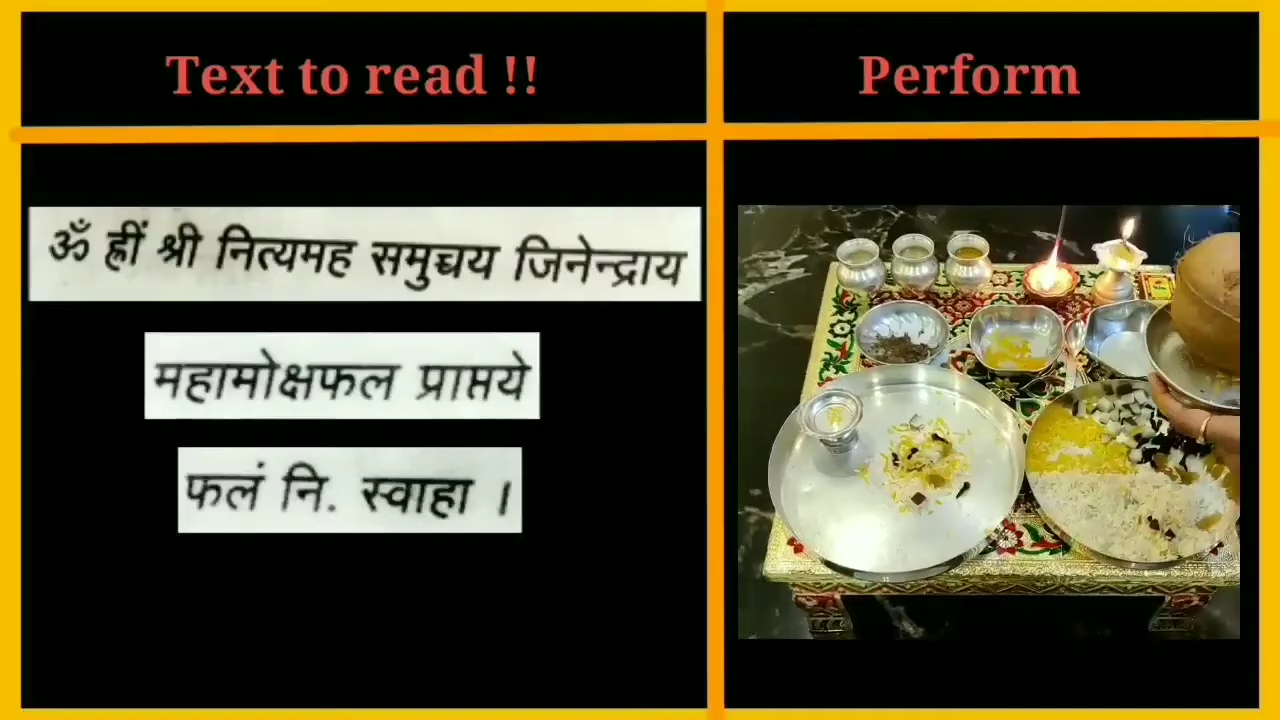 Text to read !!
Perform
ॐ ह्रीं श्री नित्यमह समुच्चय जिनेन्द्राय
महामोक्षफल प्राप्तये
फलं नि. स्वाहा ।